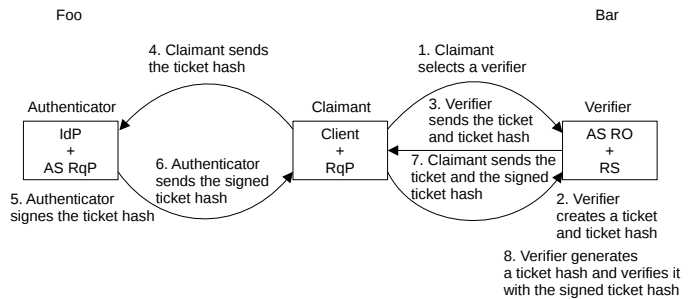 Foo
Bar
4. Claimant sends
the ticket hash
1. Claimant
selects a verifier
Authenticator
Claimant
Verifier
3. Verifier
sends the ticket
and ticket hash
IdP
+
AS RqP
Client
+
RqP
AS RO
+
RS
6. Authenticator
sends the signed
ticket hash
7. Claimant sends the
ticket and the signed
ticket hash
5. Authenticator
signes the ticket hash
2. Verifier
creates a ticket
and ticket hash
8. Verifier generates
a ticket hash and verifies it
with the signed ticket hash